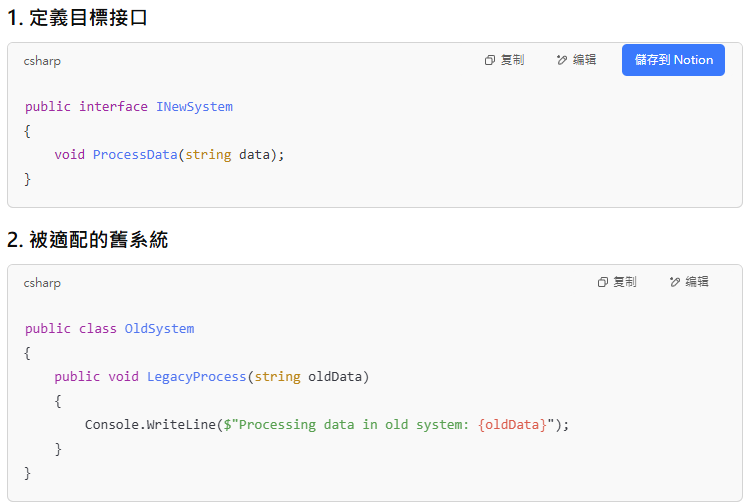 1. 定義目標接口
csharp
复制
编辑
儲存到 Notion
public interface INewSystem
{
    void ProcessData(string data);
}
2. 被適配的舊系統
csharp
复制
编辑
public class OldSystem
{
    public void LegacyProcess(string oldData)
    {
        Console.WriteLine($"Processing data in old system: {oldData}");
    }
}